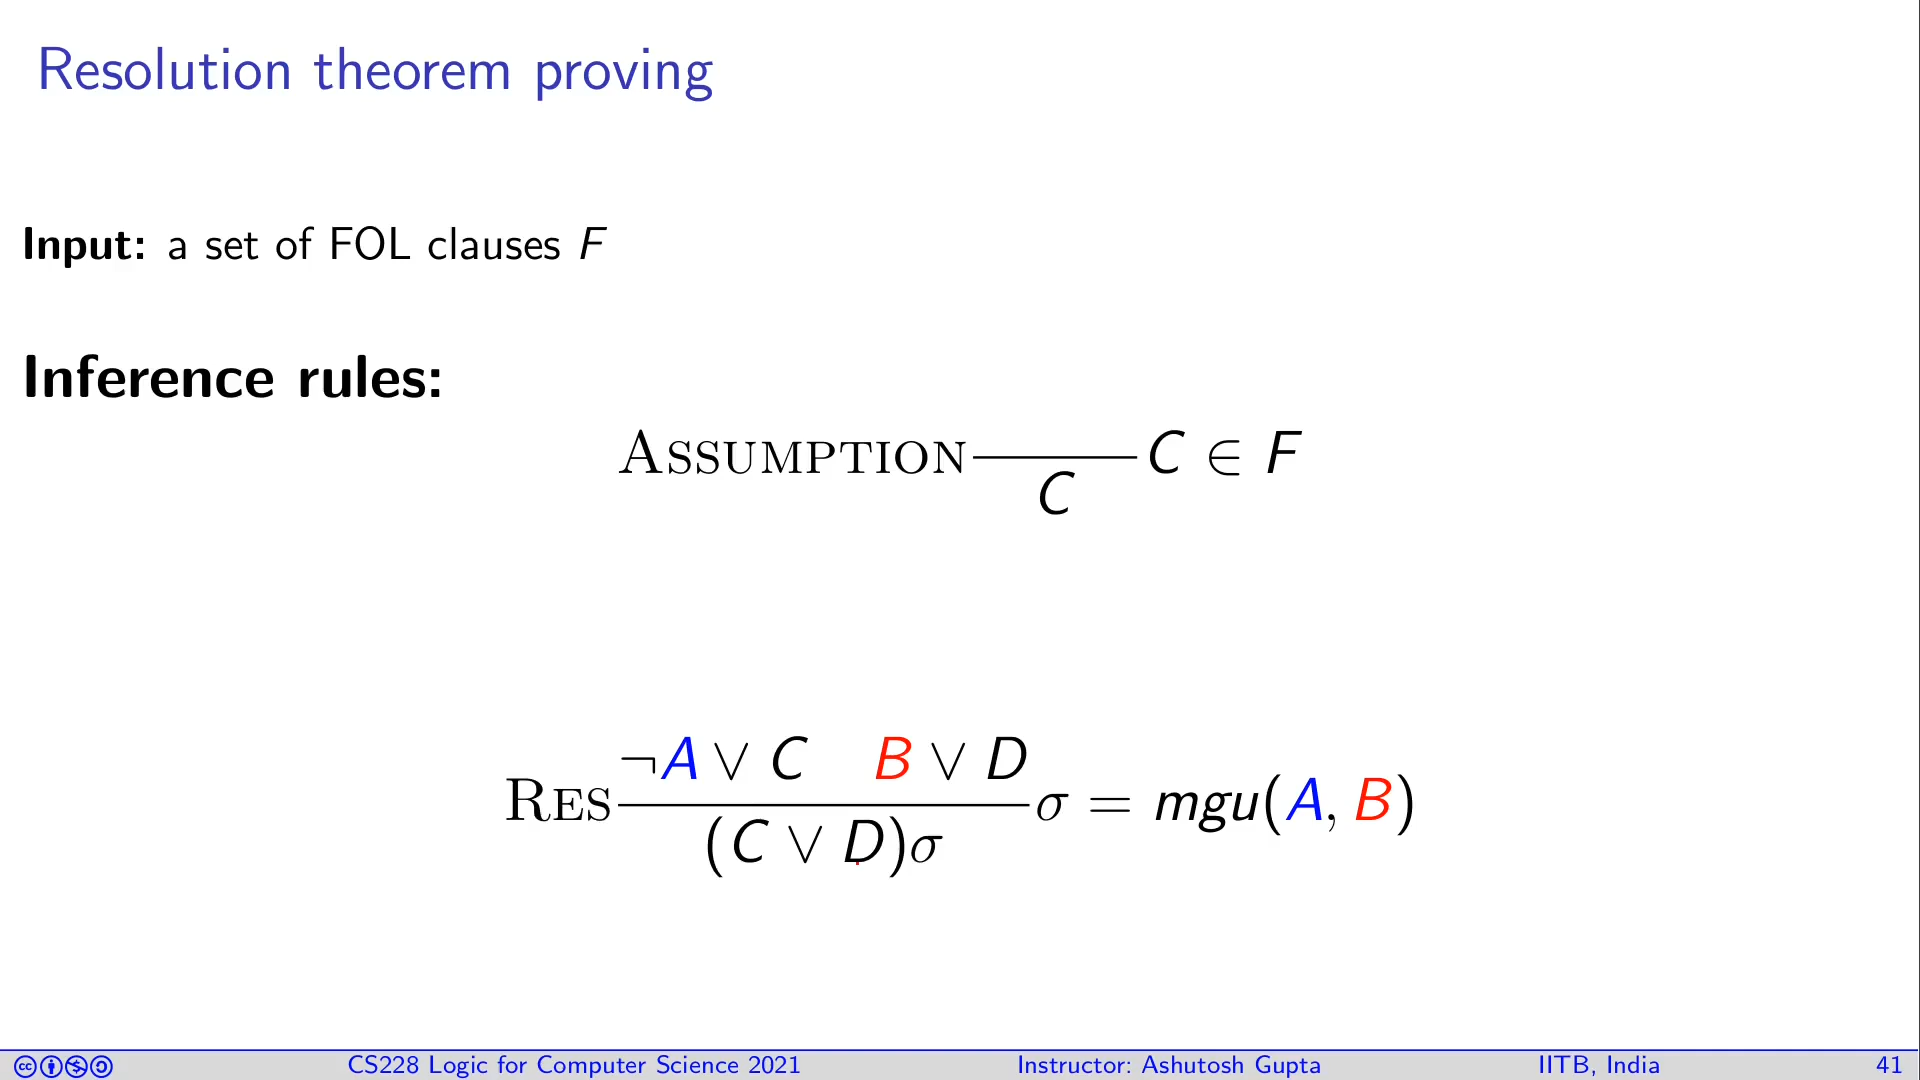 Resolution theorem proving
Input: a set of FOL clauses F
Inference rules:
Assumption C ∈ F
C
¬A ∨ C B ∨ D
Res σ = mgu(A, B)
(C ∨ D)σ
CS228 Logic for Computer Science 2021 Instructor: Ashutosh Gupta IITB, India 41